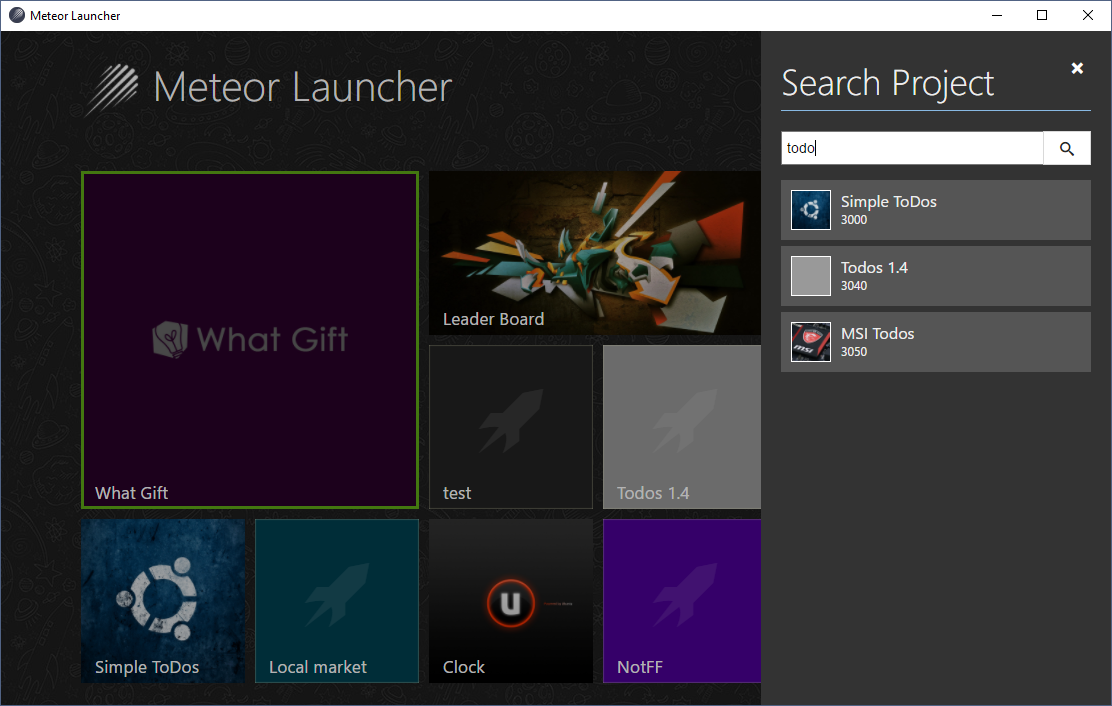 Meteor Launcher
Meteor Launcher
What Gift
What Gift
Leader Board
test
Todos 1.4
Simple ToDos
Local market
U
Clock
NotFF
Search Project
todo
Simple ToDos
3000
Todos 1.4
3040
msi
MSI Todos
3050